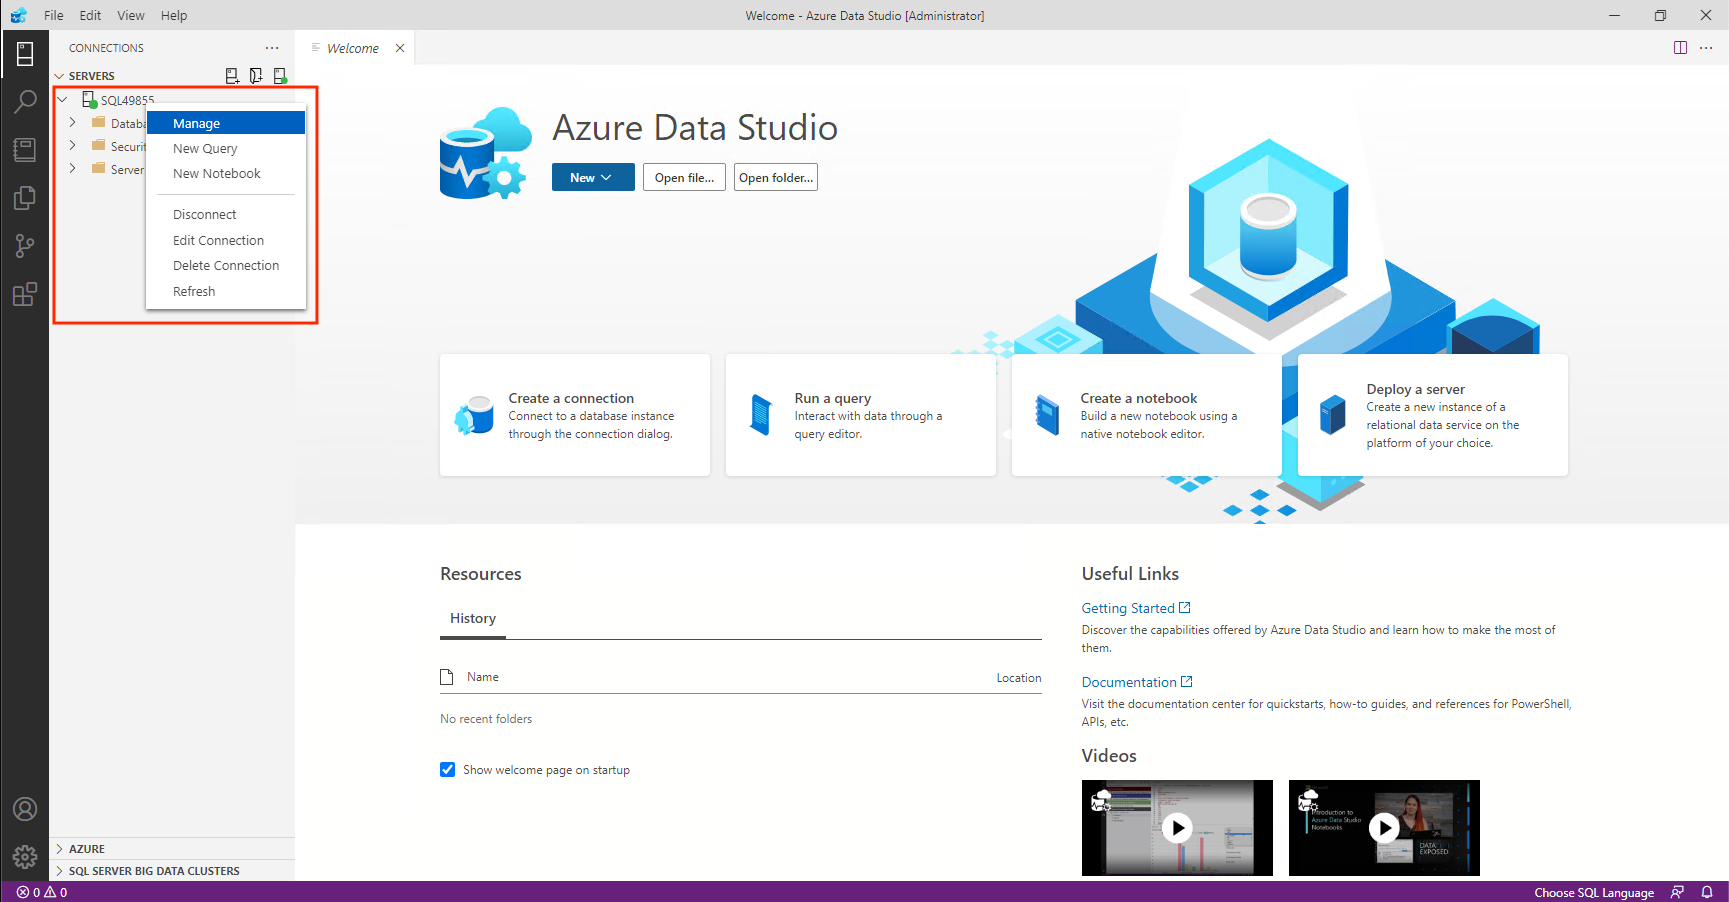 File Edit View Help
Welcome - Azure Data Studio [Administrator]
CONNECTIONS
Welcome
SERVERS
SQL49855
Databa
Securit
Server
Manage
New Query
New Notebook
Disconnect
Edit Connection
Delete Connection
Refresh
Azure Data Studio
New
Open file...
Open folder...
Create a connection
Connect to a database instance
through the connection dialog.
Run a query
Interact with data through a
query editor.
Create a notebook
Build a new notebook using a
native notebook editor.
Deploy a server
Create a new instance of a
relational data service on the
platform of your choice.
Resources
History
Name
Location
No recent folders
Show welcome page on startup
Useful Links
Getting Started
Discover the capabilities offered by Azure Data Studio and learn how to make the most of
them.
Documentation
Visit the documentation center for quickstarts, how-to guides, and references for PowerShell,
APIs, etc.
Videos
Introduction to
Azure Data Studio
Notebooks
DATA
EXPOSED
AZURE
SQL SERVER BIG DATA CLUSTERS
0 0
Choose SQL Language